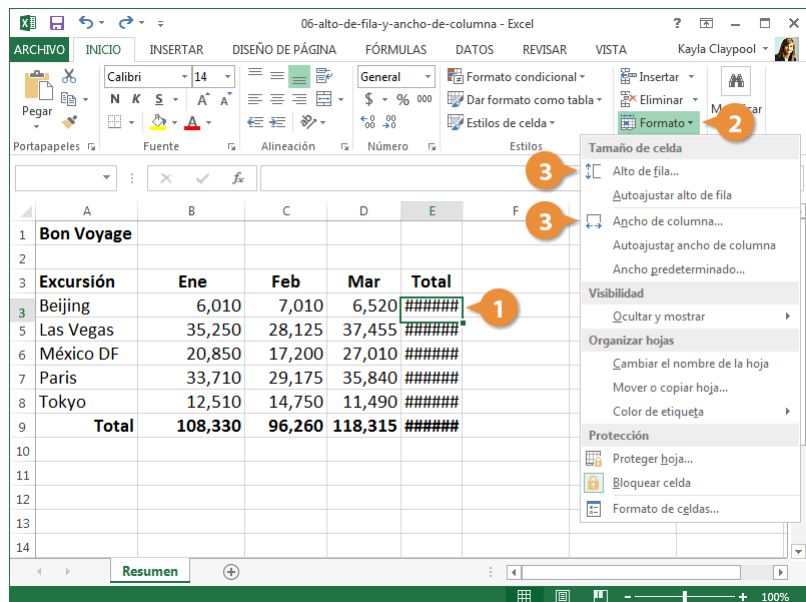 06-alto-de-fila-y-ancho-de-columna - Excel
ARCHIVO INICIO INSERTAR DISEÑO DE PÁGINA FÓRMULAS DATOS REVISAR VISTA Kayla Claypool
Calibri 14 General Formato condicional Insertar
N K S A A $ % 000 Dar formato como tabla Eliminar
Pegar A Estilos de celda Formato 2
Portapapeles Fuente Alineación Número Estilos
Tamaño de celda
3 Alto de fila...
Autoajustar alto de fila
3 Ancho de columna...
Autoajustar ancho de columna
Ancho predeterminado...
Visibilidad
Ocultar y mostrar
Organizar hojas
Cambiar el nombre de la hoja
Mover o copiar hoja...
Color de etiqueta
Protección
Proteger hoja...
Bloquear celda
Formato de celdas...
fx
A B C D E F
1 Bon Voyage
2
3 Excursión Ene Feb Mar Total
3 Beijing 6,010 7,010 6,520 ###### 1
5 Las Vegas 35,250 28,125 37,455 ######
6 México DF 20,850 17,200 27,010 ######
7 Paris 33,710 29,175 35,840 ######
8 Tokyo 12,510 14,750 11,490 ######
9 Total 108,330 96,260 118,315 ######
10
11
12
13
14
Resumen
100%